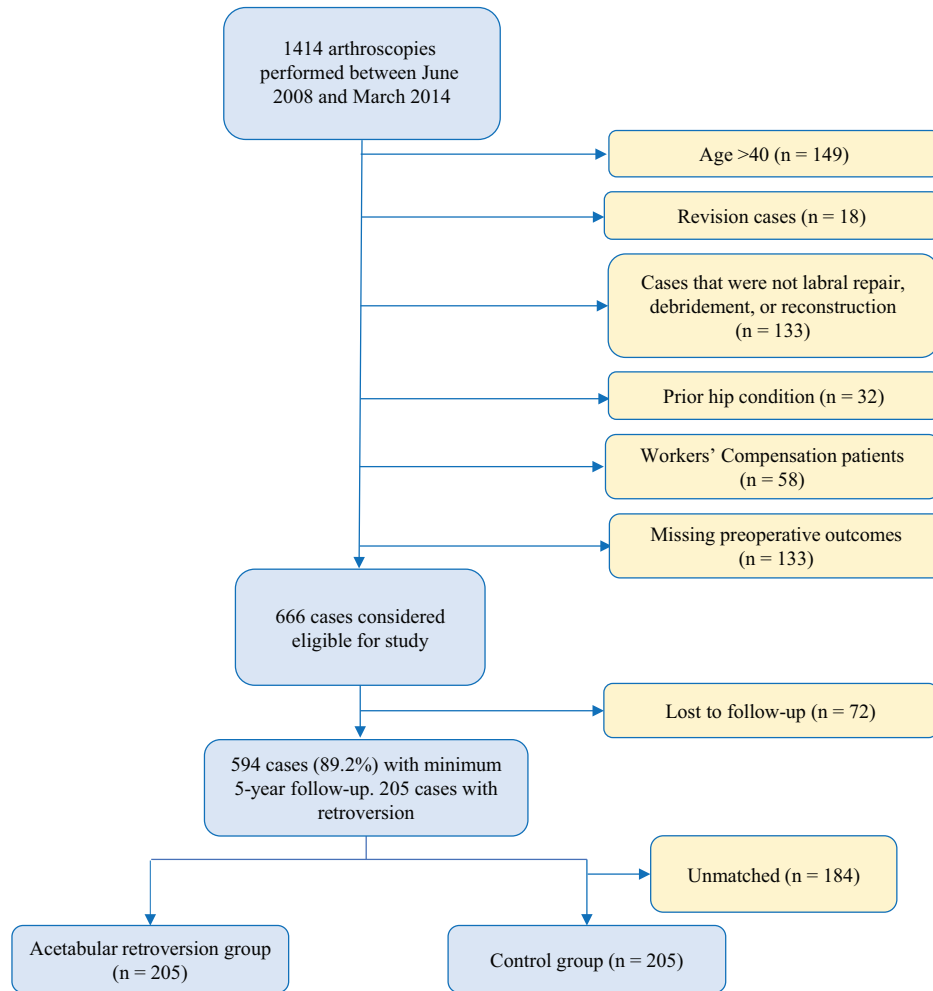 1414 arthroscopies
performed between June
2008 and March 2014
Age >40 (n = 149)
Revision cases (n = 18)
Cases that were not labral repair,
debridement, or reconstruction
(n = 133)
Prior hip condition (n = 32)
Workers’ Compensation patients
(n = 58)
Missing preoperative outcomes
(n = 133)
666 cases considered
eligible for study
Lost to follow-up (n = 72)
594 cases (89.2%) with minimum
5-year follow-up. 205 cases with
retroversion
Unmatched (n = 184)
Acetabular retroversion group
(n = 205)
Control group (n = 205)